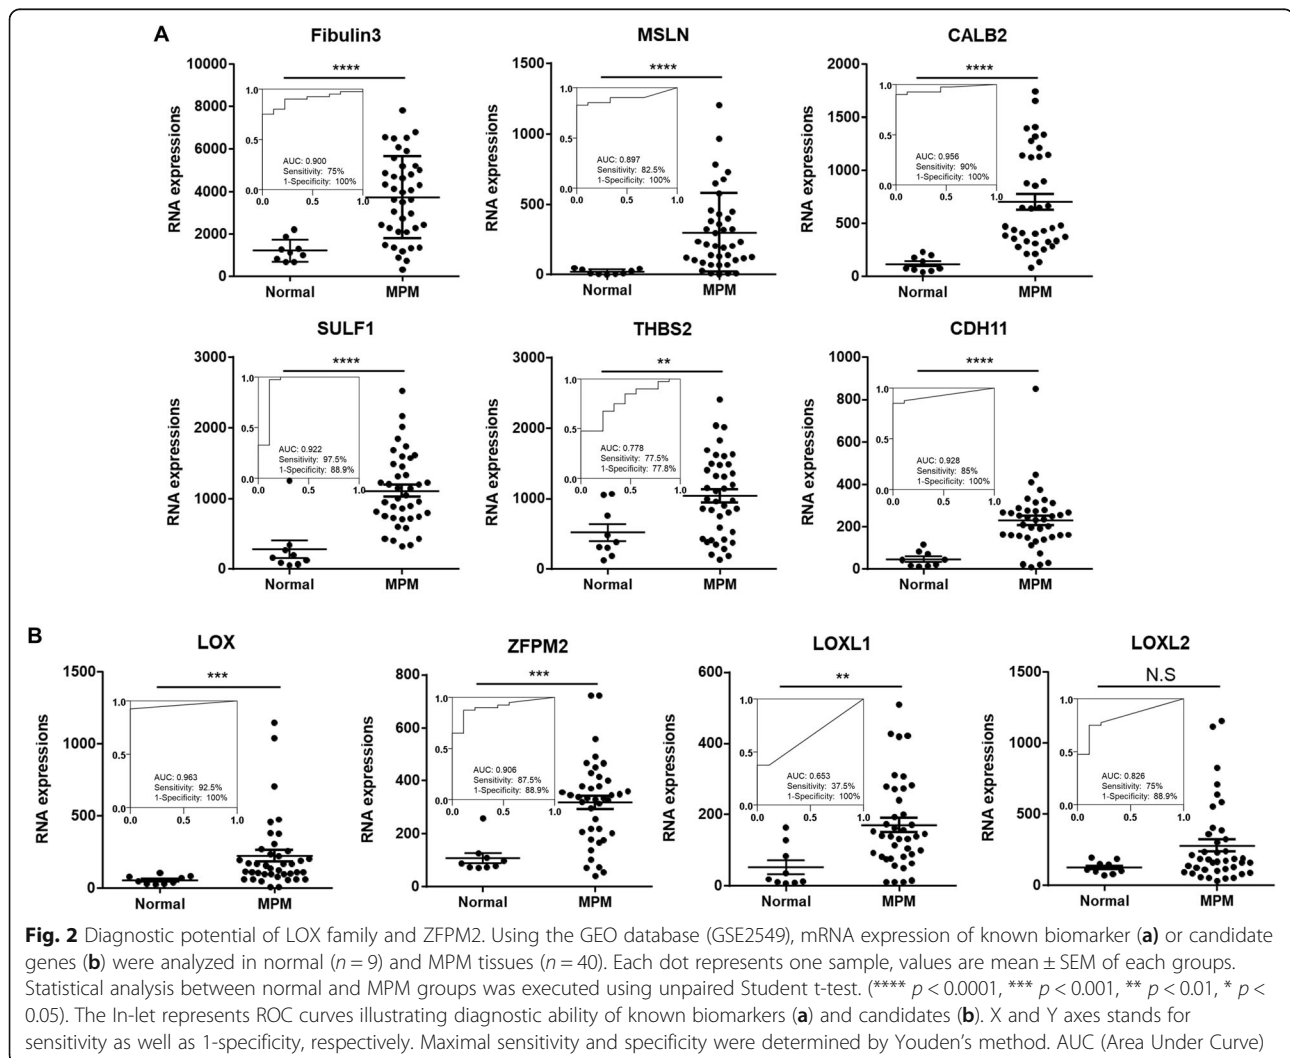 A
Fibulin3
RNA expressions
10000
8000
6000
4000
2000
0
****
1.0
0.5
0.0
AUC: 0.900
Sensitivity: 75%
1-Specificity: 100%
0.0 0.5 1.0
Normal MPM
MSLN
RNA expressions
1500
1000
500
0
****
1.0
0.5
0.0
AUC: 0.897
Sensitivity: 82.5%
1-Specificity: 100%
0.0 0.5 1.0
Normal MPM
CALB2
RNA expressions
2000
1500
1000
500
0
****
1.0
0.5
0.0
AUC: 0.956
Sensitivity: 90%
1-Specificity: 100%
0.0 0.5 1.0
Normal MPM
SULF1
RNA expressions
3000
2000
1000
0
****
1.0
0.5
0.0
AUC: 0.922
Sensitivity: 97.5%
1-Specificity: 88.9%
0.0 0.5 1.0
Normal MPM
THBS2
RNA expressions
3000
2000
1000
0
**
1.0
0.5
0.0
AUC: 0.778
Sensitivity: 77.5%
1-Specificity: 77.8%
0.0 0.5 1.0
Normal MPM
CDH11
RNA expressions
1000
800
600
400
200
0
****
1.0
0.5
0.0
AUC: 0.928
Sensitivity: 85%
1-Specificity: 100%
0.0 0.5 1.0
Normal MPM
B
LOX
RNA expressions
1500
1000
500
0
***
1.0
0.5
0.0
AUC: 0.963
Sensitivity: 92.5%
1-Specificity: 100%
0.0 0.5 1.0
Normal MPM
ZFPM2
RNA expressions
800
600
400
200
0
***
1.0
0.5
0.0
AUC: 0.906
Sensitivity: 87.5%
1-Specificity: 88.9%
0.0 0.5 1.0
Normal MPM
LOXL1
RNA expressions
600
400
200
0
**
1.0
0.5
0.0
AUC: 0.653
Sensitivity: 37.5%
1-Specificity: 100%
0.0 0.5 1.0
Normal MPM
LOXL2
RNA expressions
1500
1000
500
0
N.S
1.0
0.5
0.0
AUC: 0.826
Sensitivity: 75%
1-Specificity: 88.9%
0.0 0.5 1.0
Normal MPM
Fig. 2 Diagnostic potential of LOX family and ZFPM2. Using the GEO database (GSE2549), mRNA expression of known biomarker (a) or candidate
genes (b) were analyzed in normal (n = 9) and MPM tissues (n = 40). Each dot represents one sample, values are mean ± SEM of each groups.
Statistical analysis between normal and MPM groups was executed using unpaired Student t-test. (**** p < 0.0001, *** p < 0.001, ** p < 0.01, * p <
0.05). The In-let represents ROC curves illustrating diagnostic ability of known biomarkers (a) and candidates (b). X and Y axes stands for
sensitivity as well as 1-specificity, respectively. Maximal sensitivity and specificity were determined by Youden's method. AUC (Area Under Curve)